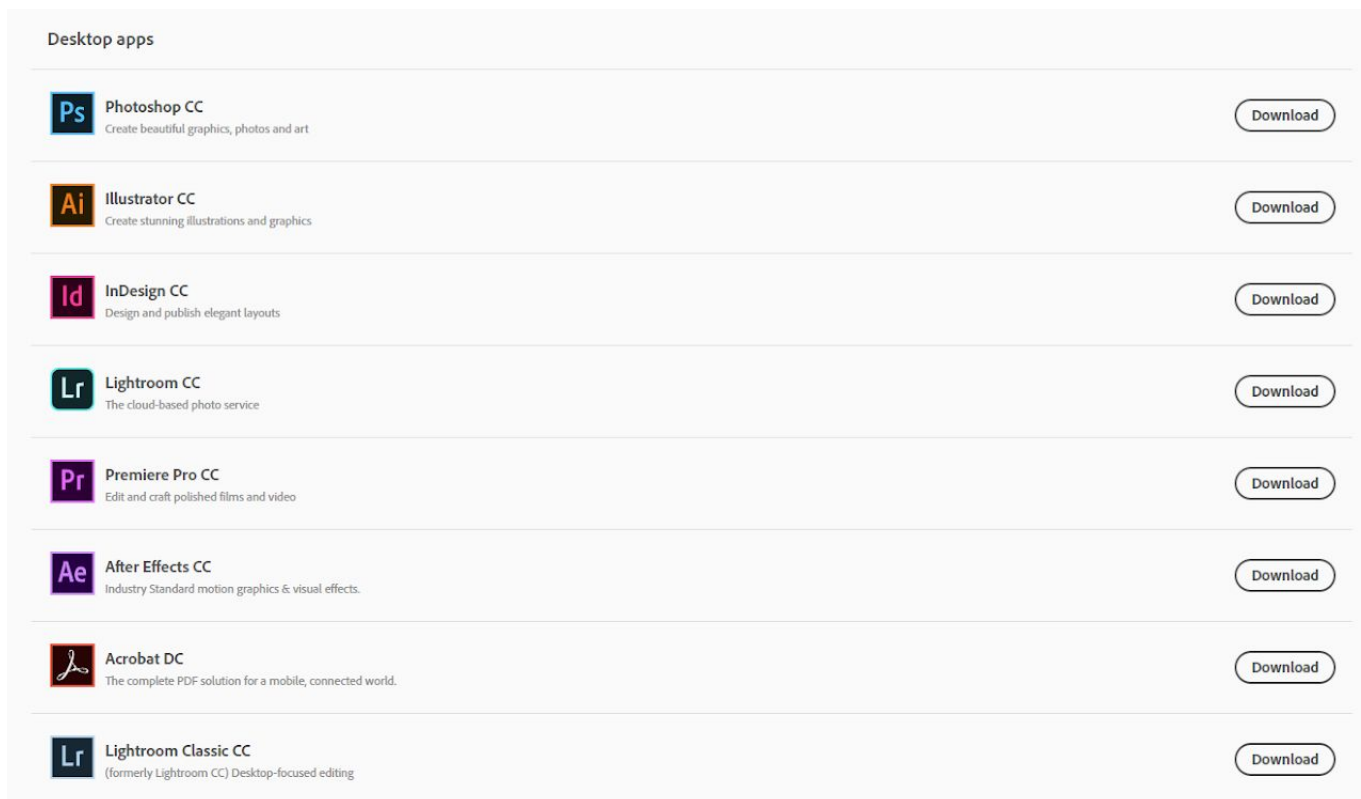 Desktop apps
Ps
Photoshop CC
Create beautiful graphics, photos and art
Download
Ai
Illustrator CC
Create stunning illustrations and graphics
Download
Id
InDesign CC
Design and publish elegant layouts
Download
Lr
Lightroom CC
The cloud-based photo service
Download
Pr
Premiere Pro CC
Edit and craft polished films and video
Download
Ae
After Effects CC
Industry Standard motion graphics & visual effects.
Download
Acrobat DC
The complete PDF solution for a mobile, connected world.
Download
Lr
Lightroom Classic CC
(formerly Lightroom CC) Desktop-focused editing
Download